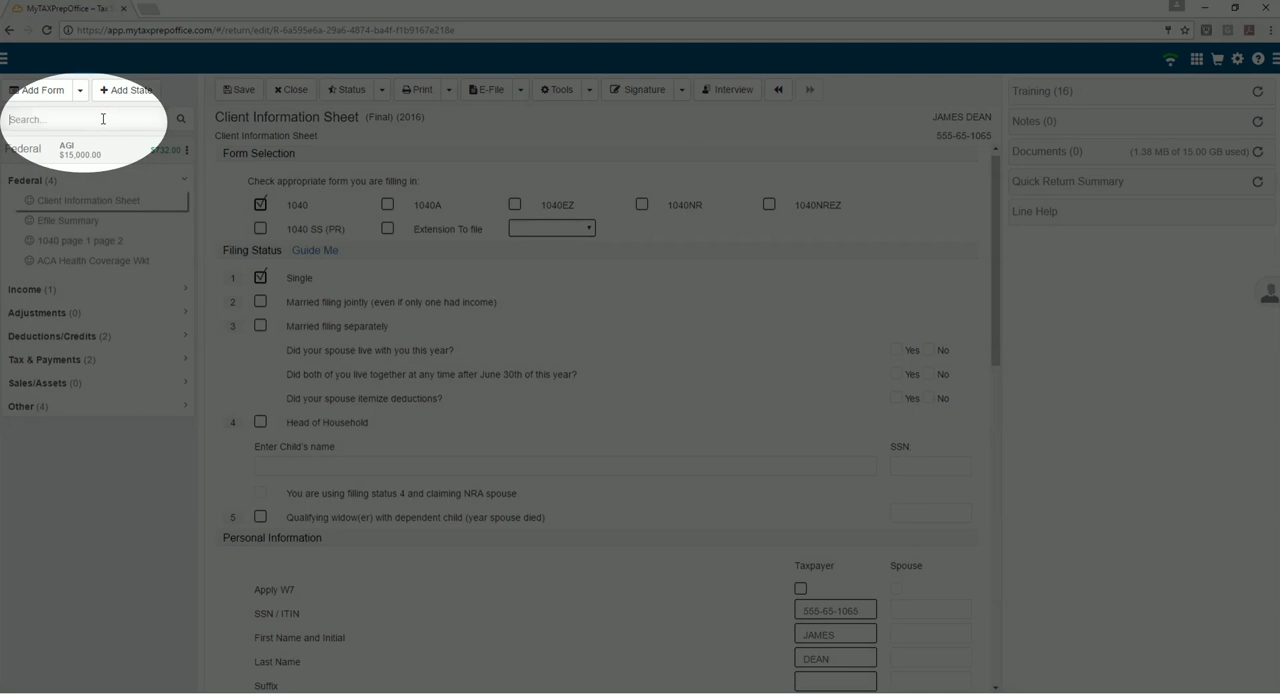 MyTAXPrepOffice – Tax S
https://app.mytaxprepoffice.com/#/return/edit/R-6a595e6a-29a6-4874-ba4f-f1b9167e218e
Add Form
+ Add State
Save
Close
Status
Print
E-File
Tools
Signature
Interview
Training (16)
Search...
Client Information Sheet (Final) (2016)
JAMES DEAN
Notes (0)
Client Information Sheet
555-65-1065
Federal
AGI
$15,000.00
$732.00
Form Selection
Documents (0) (1.38 MB of 15.00 GB used)
Federal (4)
Check appropriate form you are filling in:
Quick Return Summary
Client Information Sheet
1040
1040A
1040EZ
1040NR
1040NREZ
Line Help
Efile Summary
1040 SS (PR)
Extension To file
1040 page 1 page 2
Filing Status Guide Me
ACA Health Coverage Wkt
1 Single
Income (1)
2 Married filing jointly (even if only one had income)
Adjustments (0)
3 Married filing separately
Deductions/Credits (2)
Did your spouse live with you this year?
Yes No
Tax & Payments (2)
Did both of you live together at any time after June 30th of this year?
Yes No
Sales/Assets (0)
Did your spouse itemize deductions?
Yes No
Other (4)
4 Head of Household
Enter Child's name
SSN:
You are using filling status 4 and claiming NRA spouse
5 Qualifying widow(er) with dependent child (year spouse died)
Personal Information
Taxpayer
Spouse
Apply W7
SSN / ITIN
555-65-1065
First Name and Initial
JAMES
Last Name
DEAN
Suffix